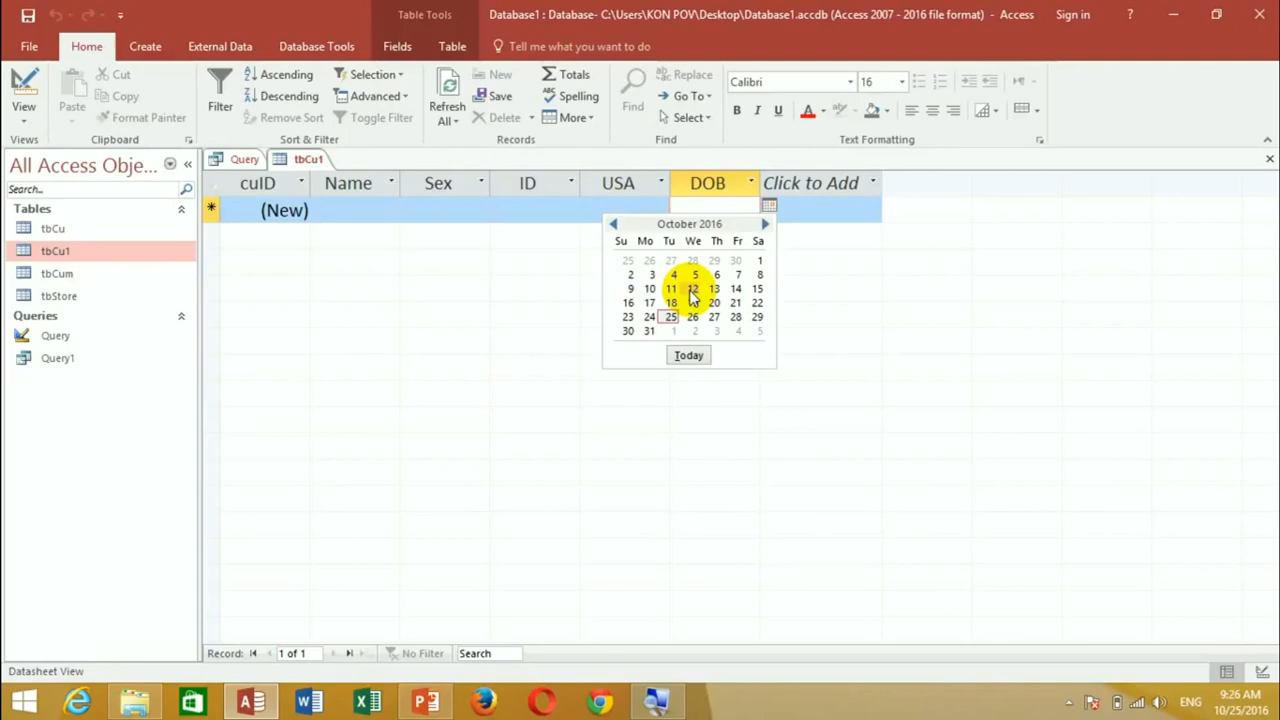 Table Tools
Database1 : Database- C:\Users\KON POV\Desktop\Database1.accdb (Access 2007 - 2016 file format) - Access
Sign in
?
File Home Create External Data Database Tools Fields Table Tell me what you want to do
View
Paste
Cut
Copy
Format Painter
Filter
Ascending
Descending
Remove Sort
Selection
Advanced
Toggle Filter
Refresh
All
New
Save
Delete
Totals
Spelling
More
Find
Replace
Go To
Select
Calibri 16
B I U A
Views Clipboard Sort & Filter Records Find Text Formatting
All Access Obje...
Search...
Tables
tbCu
tbCu1
tbCum
tbStore
Queries
Query
Query1
Query tbCu1
cuID Name Sex ID USA DOB Click to Add
* (New)
October 2016
Su Mo Tu We Th Fr Sa
25 26 27 28 29 30 1
2 3 4 5 6 7 8
9 10 11 12 13 14 15
16 17 18 20 21 22
23 24 25 26 27 28 29
30 31 1 2 3 4 5
Today
Record: 1 of 1 No Filter Search
Datasheet View
ENG
9:26 AM
10/25/2016